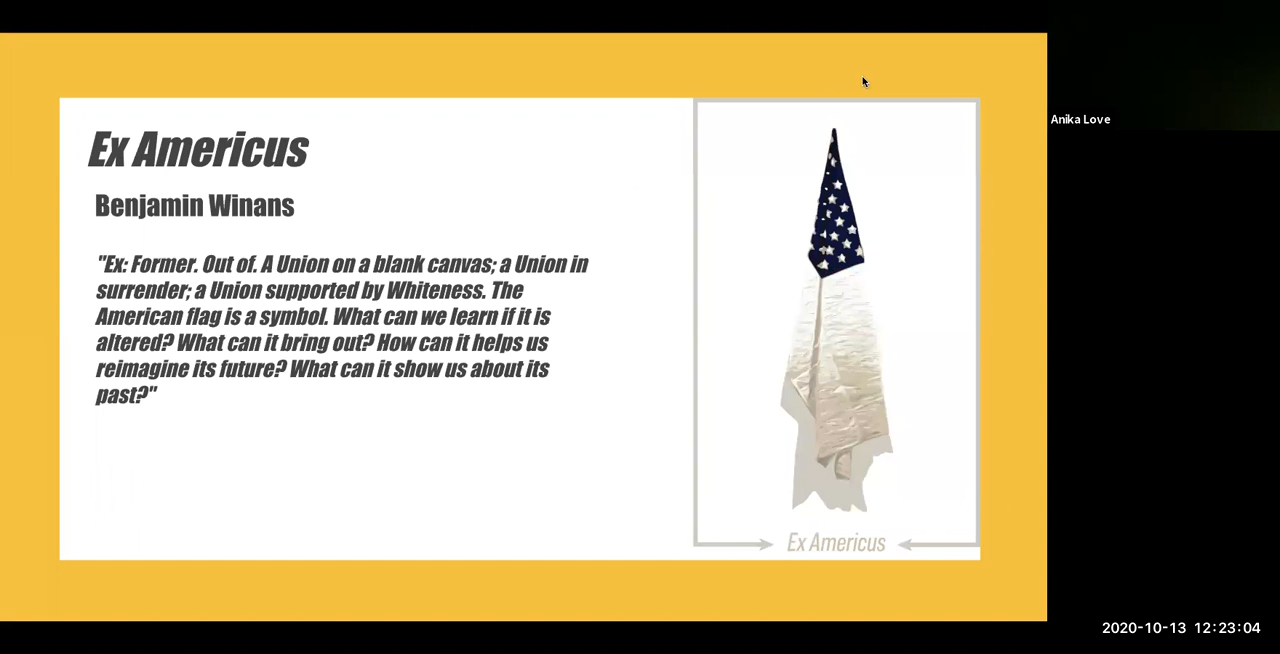 Ex Americus
Benjamin Winans
"Ex: Former. Out of. A Union on a blank canvas; a Union in
surrender; a Union supported by Whiteness. The
American flag is a symbol. What can we learn if it is
altered? What can it bring out? How can it helps us
reimagine its future? What can it show us about its
past?"
Ex Americus
Anika Love
2020-10-13 12:23:04